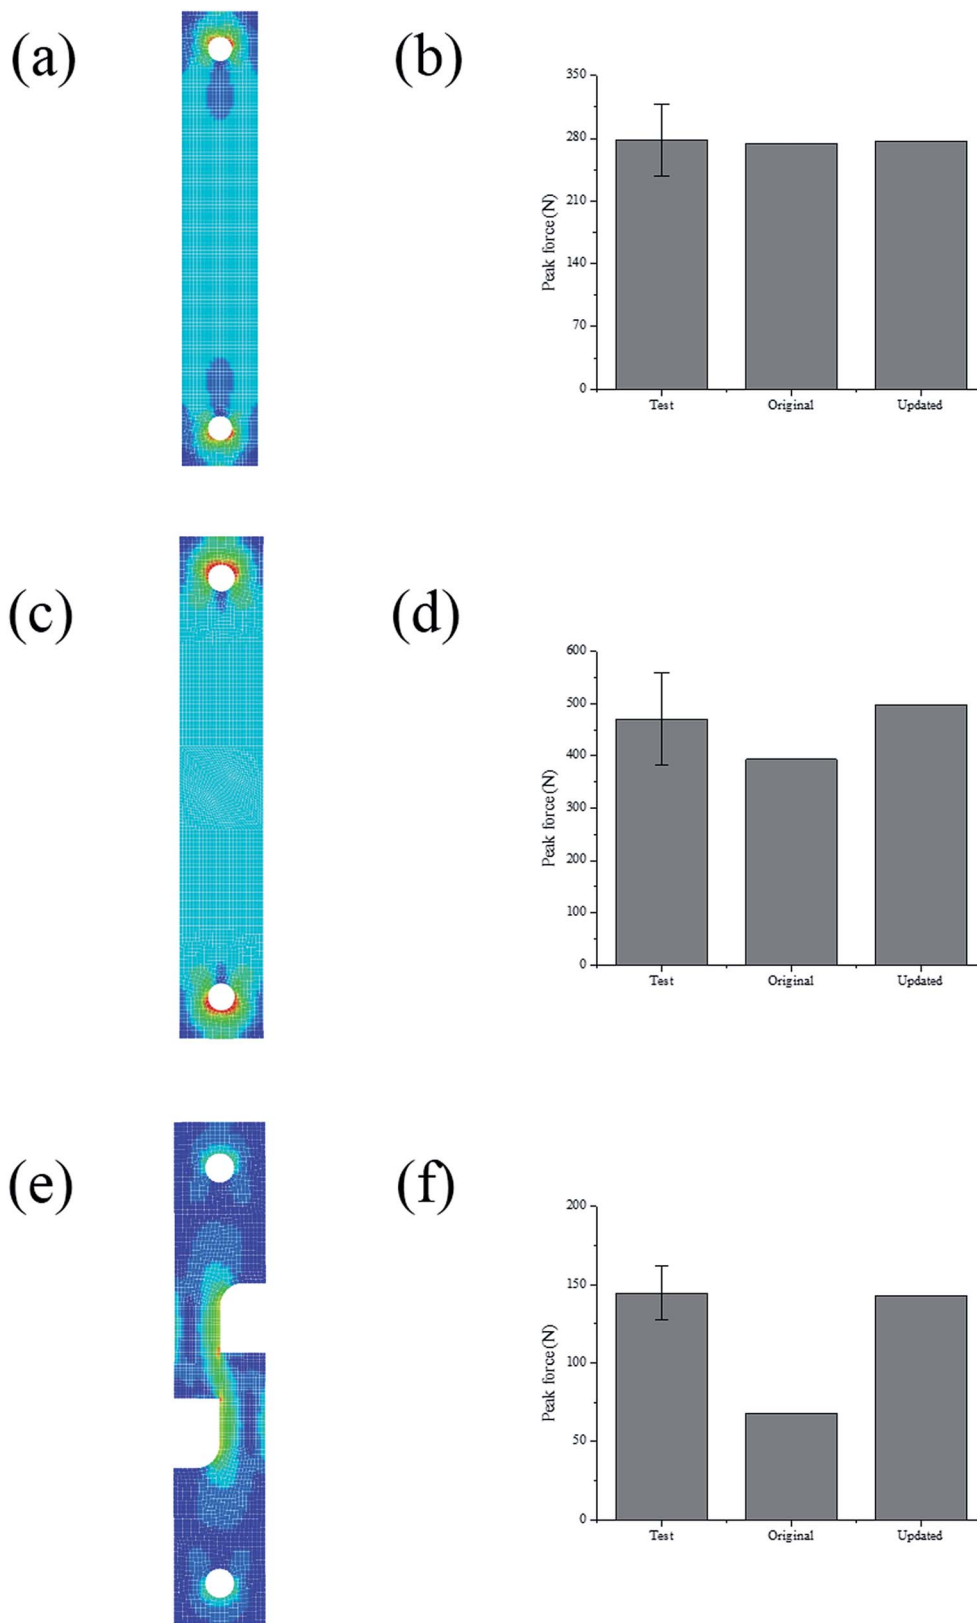 (a)
(b)
350
280
210
140
70
0
Peak force(N)
Test
Original
Updated
(c)
(d)
600
500
400
300
200
100
0
Peak force(N)
Test
Original
Updated
(e)
(f)
200
150
100
50
0
Peak force(N)
Test
Original
Updated